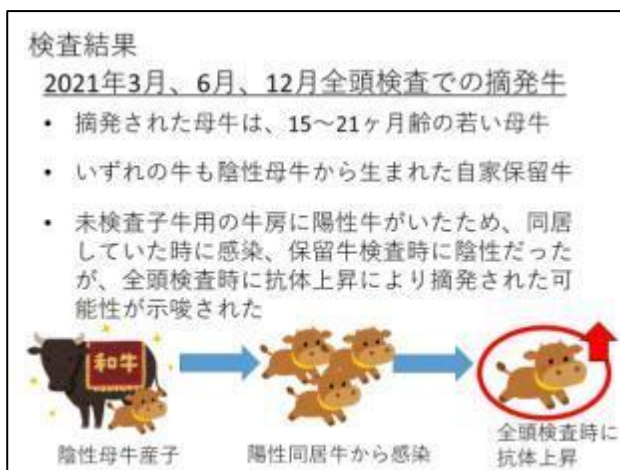 検査結果
2021年3月、6月、12月全頭検査での摘発牛
• 摘発された母牛は、15～21ヶ月齢の若い母牛
• いずれの牛も陰性母牛から生まれた自家保留牛
• 未検査子牛用の牛房に陽性牛がいたため、同居
していた時に感染、保留牛検査時に陰性だった
が、全頭検査時に抗体上昇により摘発された可
能性が示唆された
和牛
陰性母牛産子
陽性同居牛から感染
全頭検査時に
抗体上昇